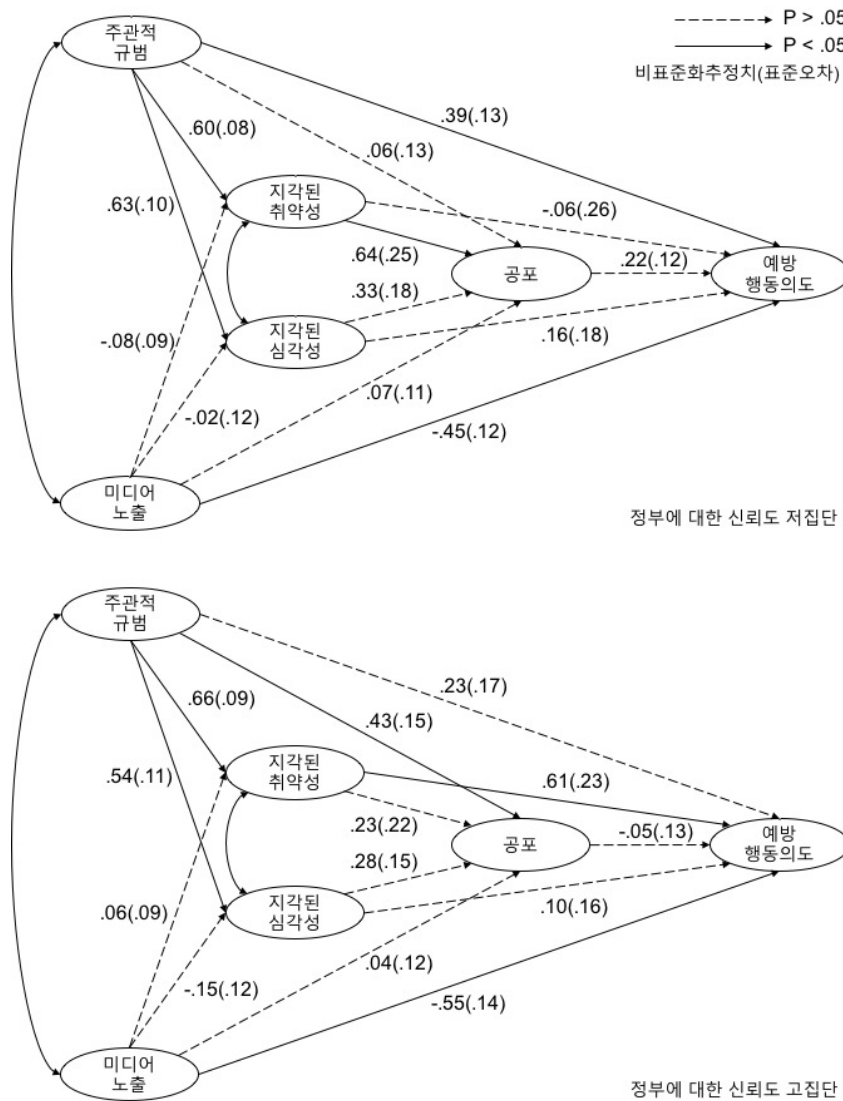 P > .05
P < .05
비표준화추정치(표준오차)
주관적
규범
.39(.13)
.60(.08)
.06(.13)
지각된
취약성
.63(.10)
-.06(.26)
.64(.25)
공포
.22(.12)
예방
행동의도
.33(.18)
지각된
심각성
-.08(.09)
.16(.18)
.07(.11)
-.02(.12)
-.45(.12)
미디어
노출
정부에 대한 신뢰도 저집단
주관적
규범
.23(.17)
.66(.09)
.43(.15)
지각된
취약성
.54(.11)
.61(.23)
.23(.22)
공포
-.05(.13)
예방
행동의도
.28(.15)
지각된
심각성
.06(.09)
.10(.16)
.04(.12)
-.15(.12)
-.55(.14)
미디어
노출
정부에 대한 신뢰도 고집단